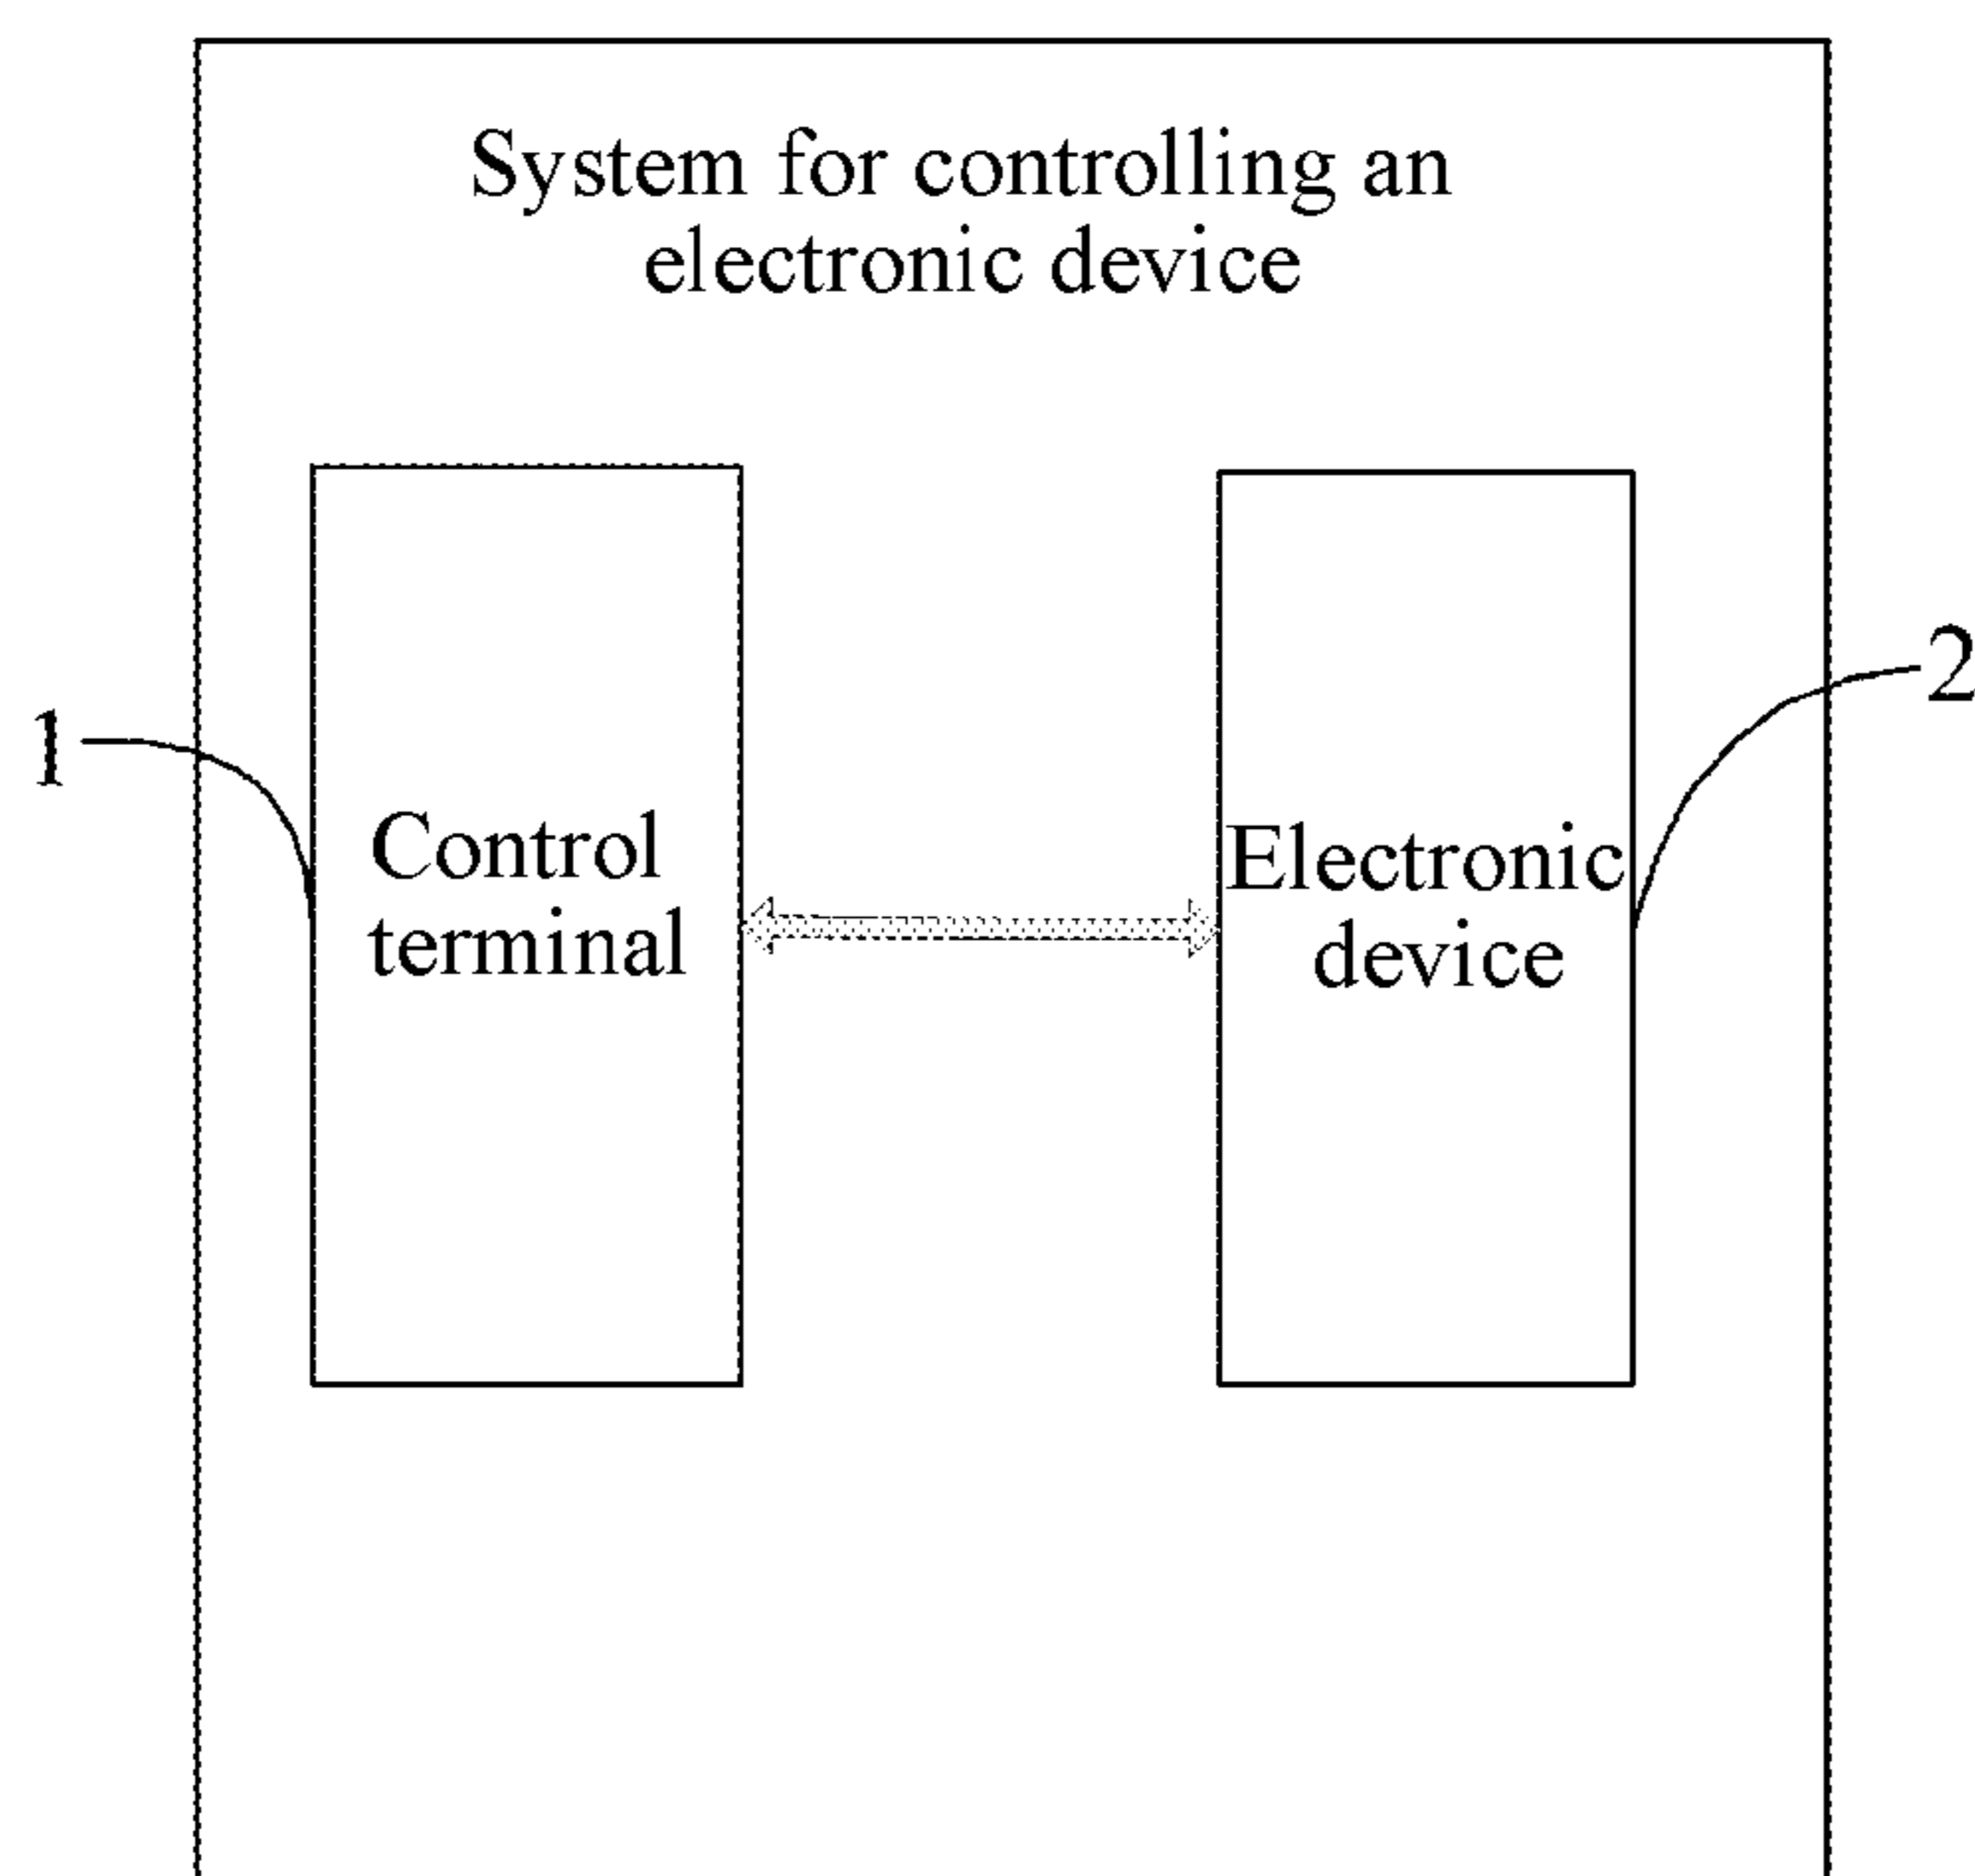 System for controlling an
electronic device
1
2
Control
terminal
Electronic
device